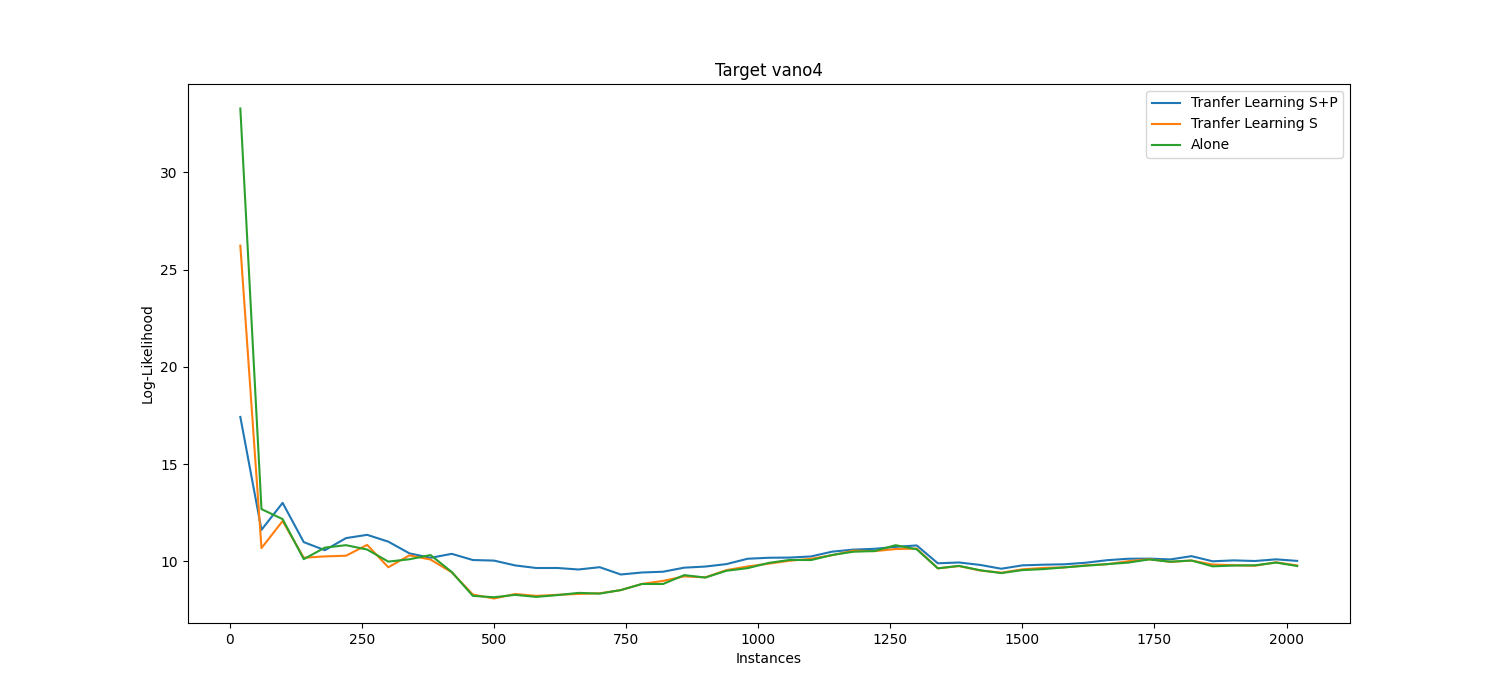 Target vano4
Tranfer Learning S+P
Tranfer Learning S
Alone
Log-Likelihood
30
25
20
15
10
0 250 500 750 1000 1250 1500 1750 2000
Instances